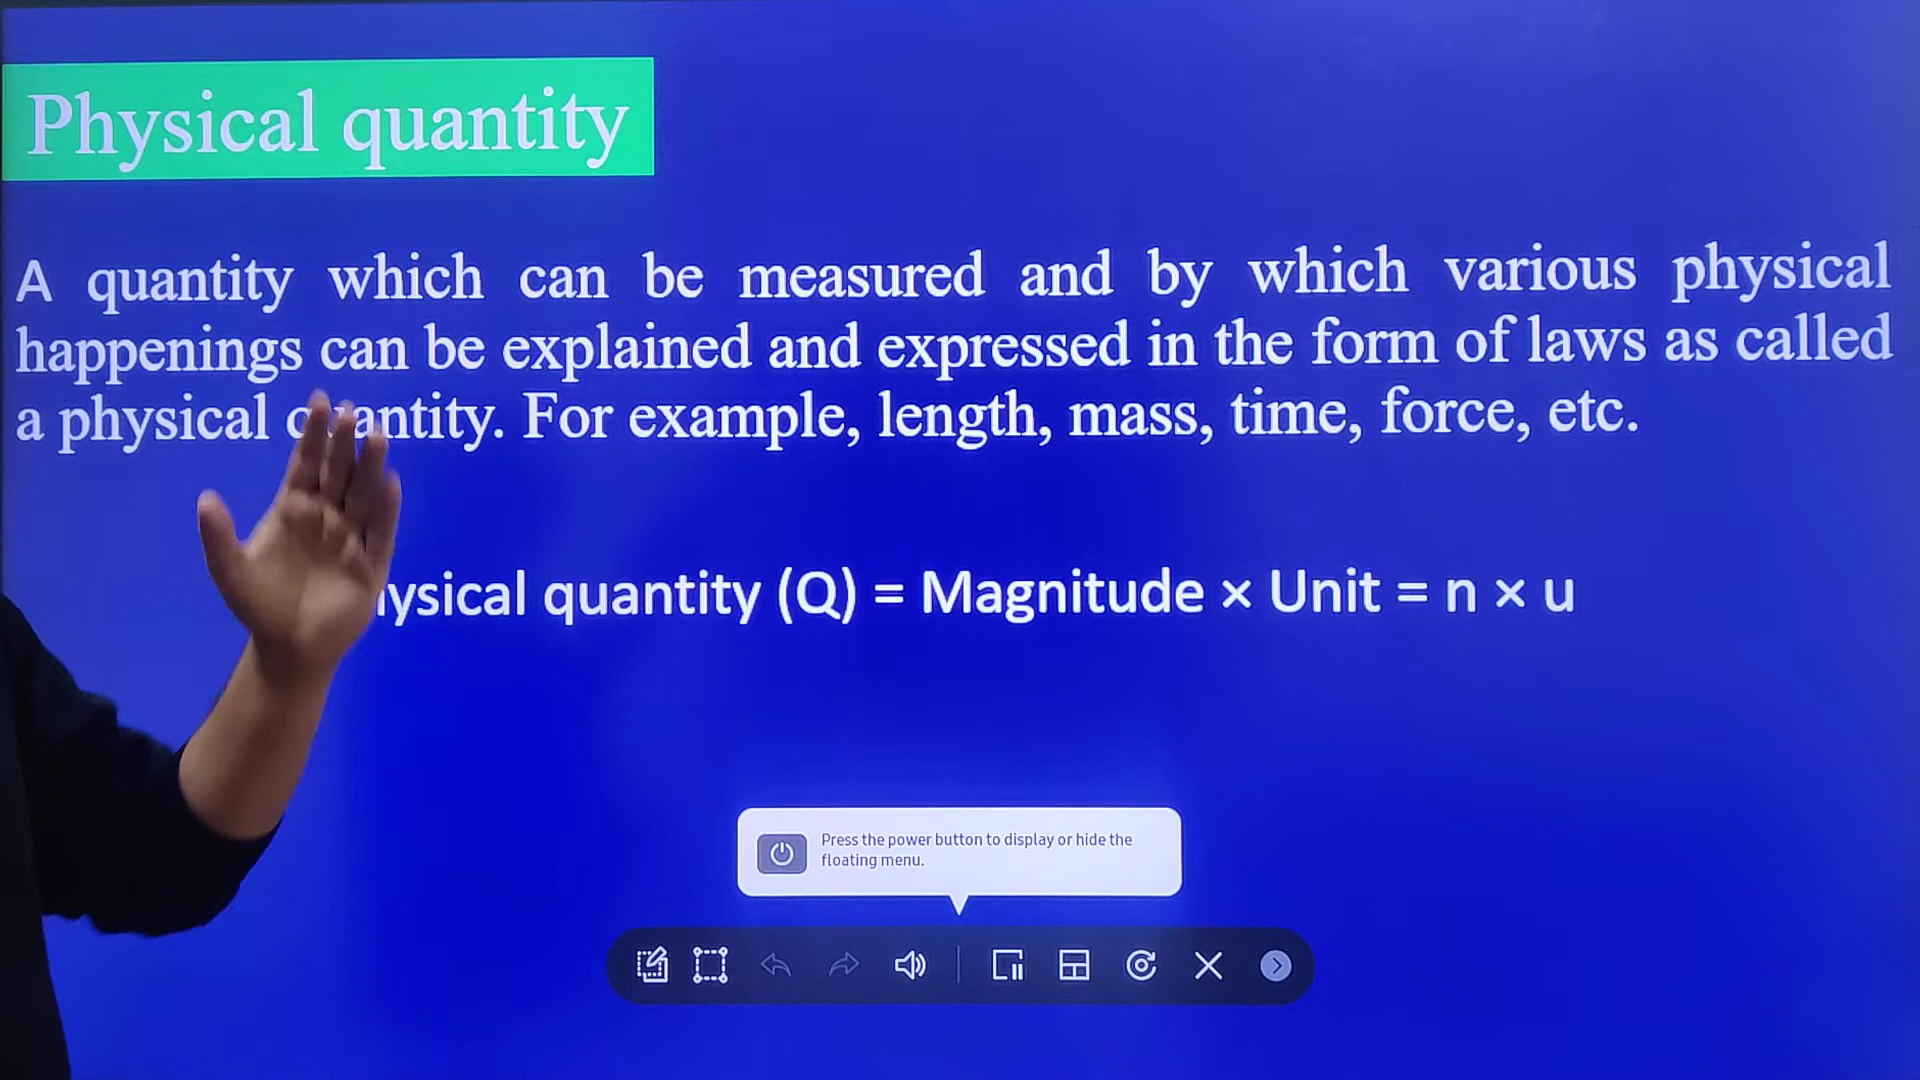 Physical quantity
A quantity which can be measured and by which various physical
happenings can be explained and expressed in the form of laws as called
a physical quantity. For example, length, mass, time, force, etc.
quantity (Q) = Magnitude × Unit = n × u
Press the power button to display or hide the
floating menu.